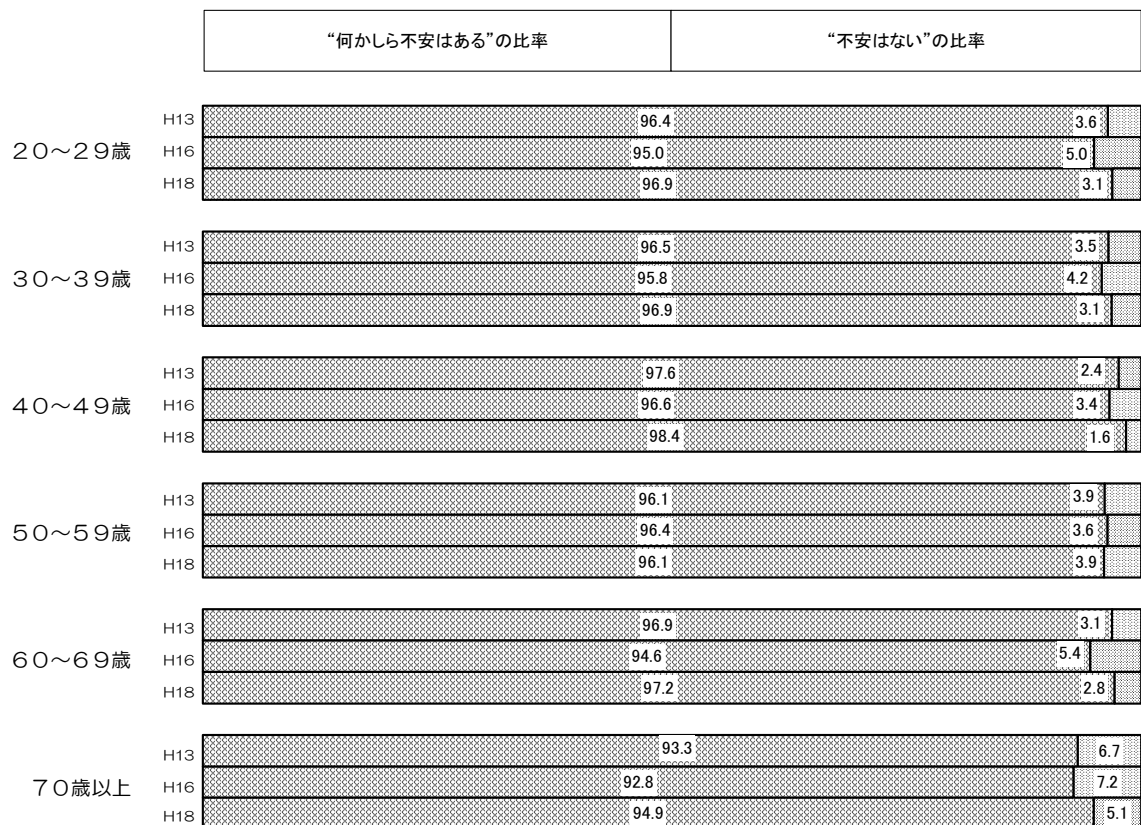 “何かしら不安はある”の比率 “不安はない”の比率
H13 96.4 3.6
20～29歳 H16 95.0 5.0
H18 96.9 3.1
H13 96.5 3.5
30～39歳 H16 95.8 4.2
H18 96.9 3.1
H13 97.6 2.4
40～49歳 H16 96.6 3.4
H18 98.4 1.6
H13 96.1 3.9
50～59歳 H16 96.4 3.6
H18 96.1 3.9
H13 96.9 3.1
60～69歳 H16 94.6 5.4
H18 97.2 2.8
H13 93.3 6.7
70歳以上 H16 92.8 7.2
H18 94.9 5.1